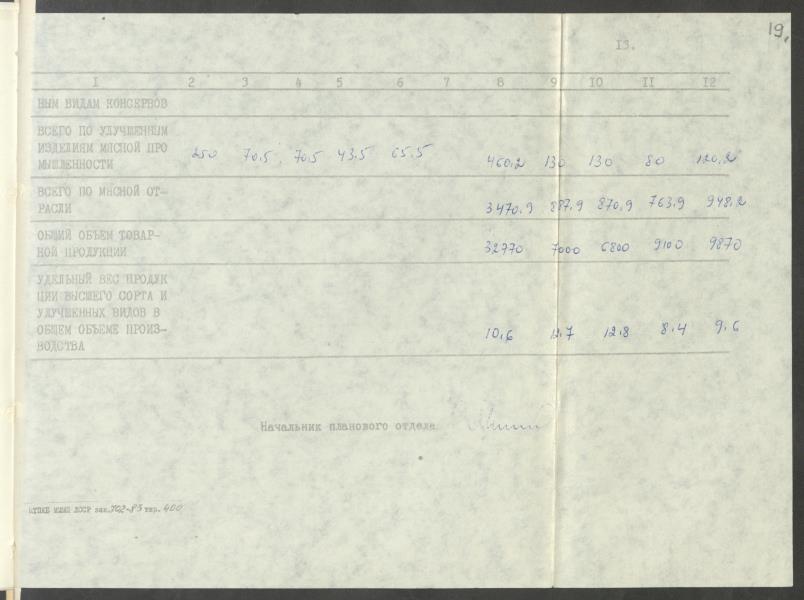 19.
13.
I 2 3 4 5 6 7 8 9 10 II I2
НЫМ ВИДАМ КОНСЕРВОВ
ВСЕГО ПО УЛУЧШЕННЫМ
ИЗДЕЛИЯМ МЯСНОЙ ПРО
МЫШЛЕННОСТИ 250 70,5 70,5 43,5 65,5 460,2 130 130 80 120,2
ВСЕГО ПО МЯСНОЙ ОТ-
РАСЛИ 3470,9 887,9 870,9 763,9 948,2
ОБЩИЙ ОБЪЕМ ТОВАР-
НОЙ ПРОДУКЦИИ 32770 7000 6800 9100 9870
УДЕЛЬНЫЙ ВЕС ПРОДУК
ЦИИ ВЫСШЕГО СОРТА И
УЛУЧШЕННЫХ ВИДОВ В
ОБЩЕМ ОБЪЕМЕ ПРОИЗ-
ВОДСТВА 10,6 12,7 12,8 8,4 9,6
Начальник планового отдела
ЛССР зак. 702-83 тир. 400